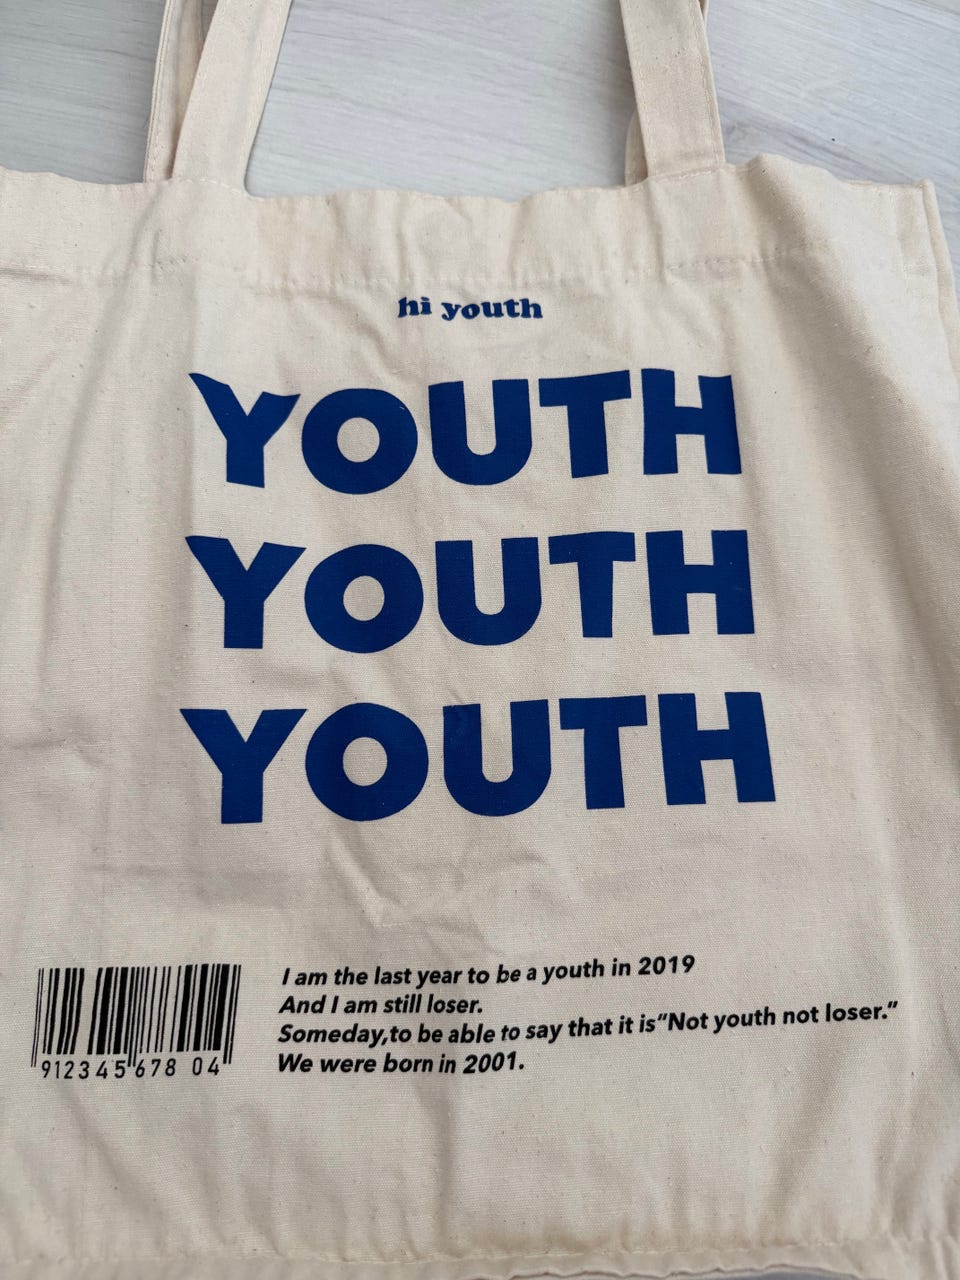 hi youth
YOUTH
YOUTH
YOUTH
I am the last year to be a youth in 2019
And I am still loser.
Someday,to be able to say that it is"Not youth not loser."
We were born in 2001.
912345678 04